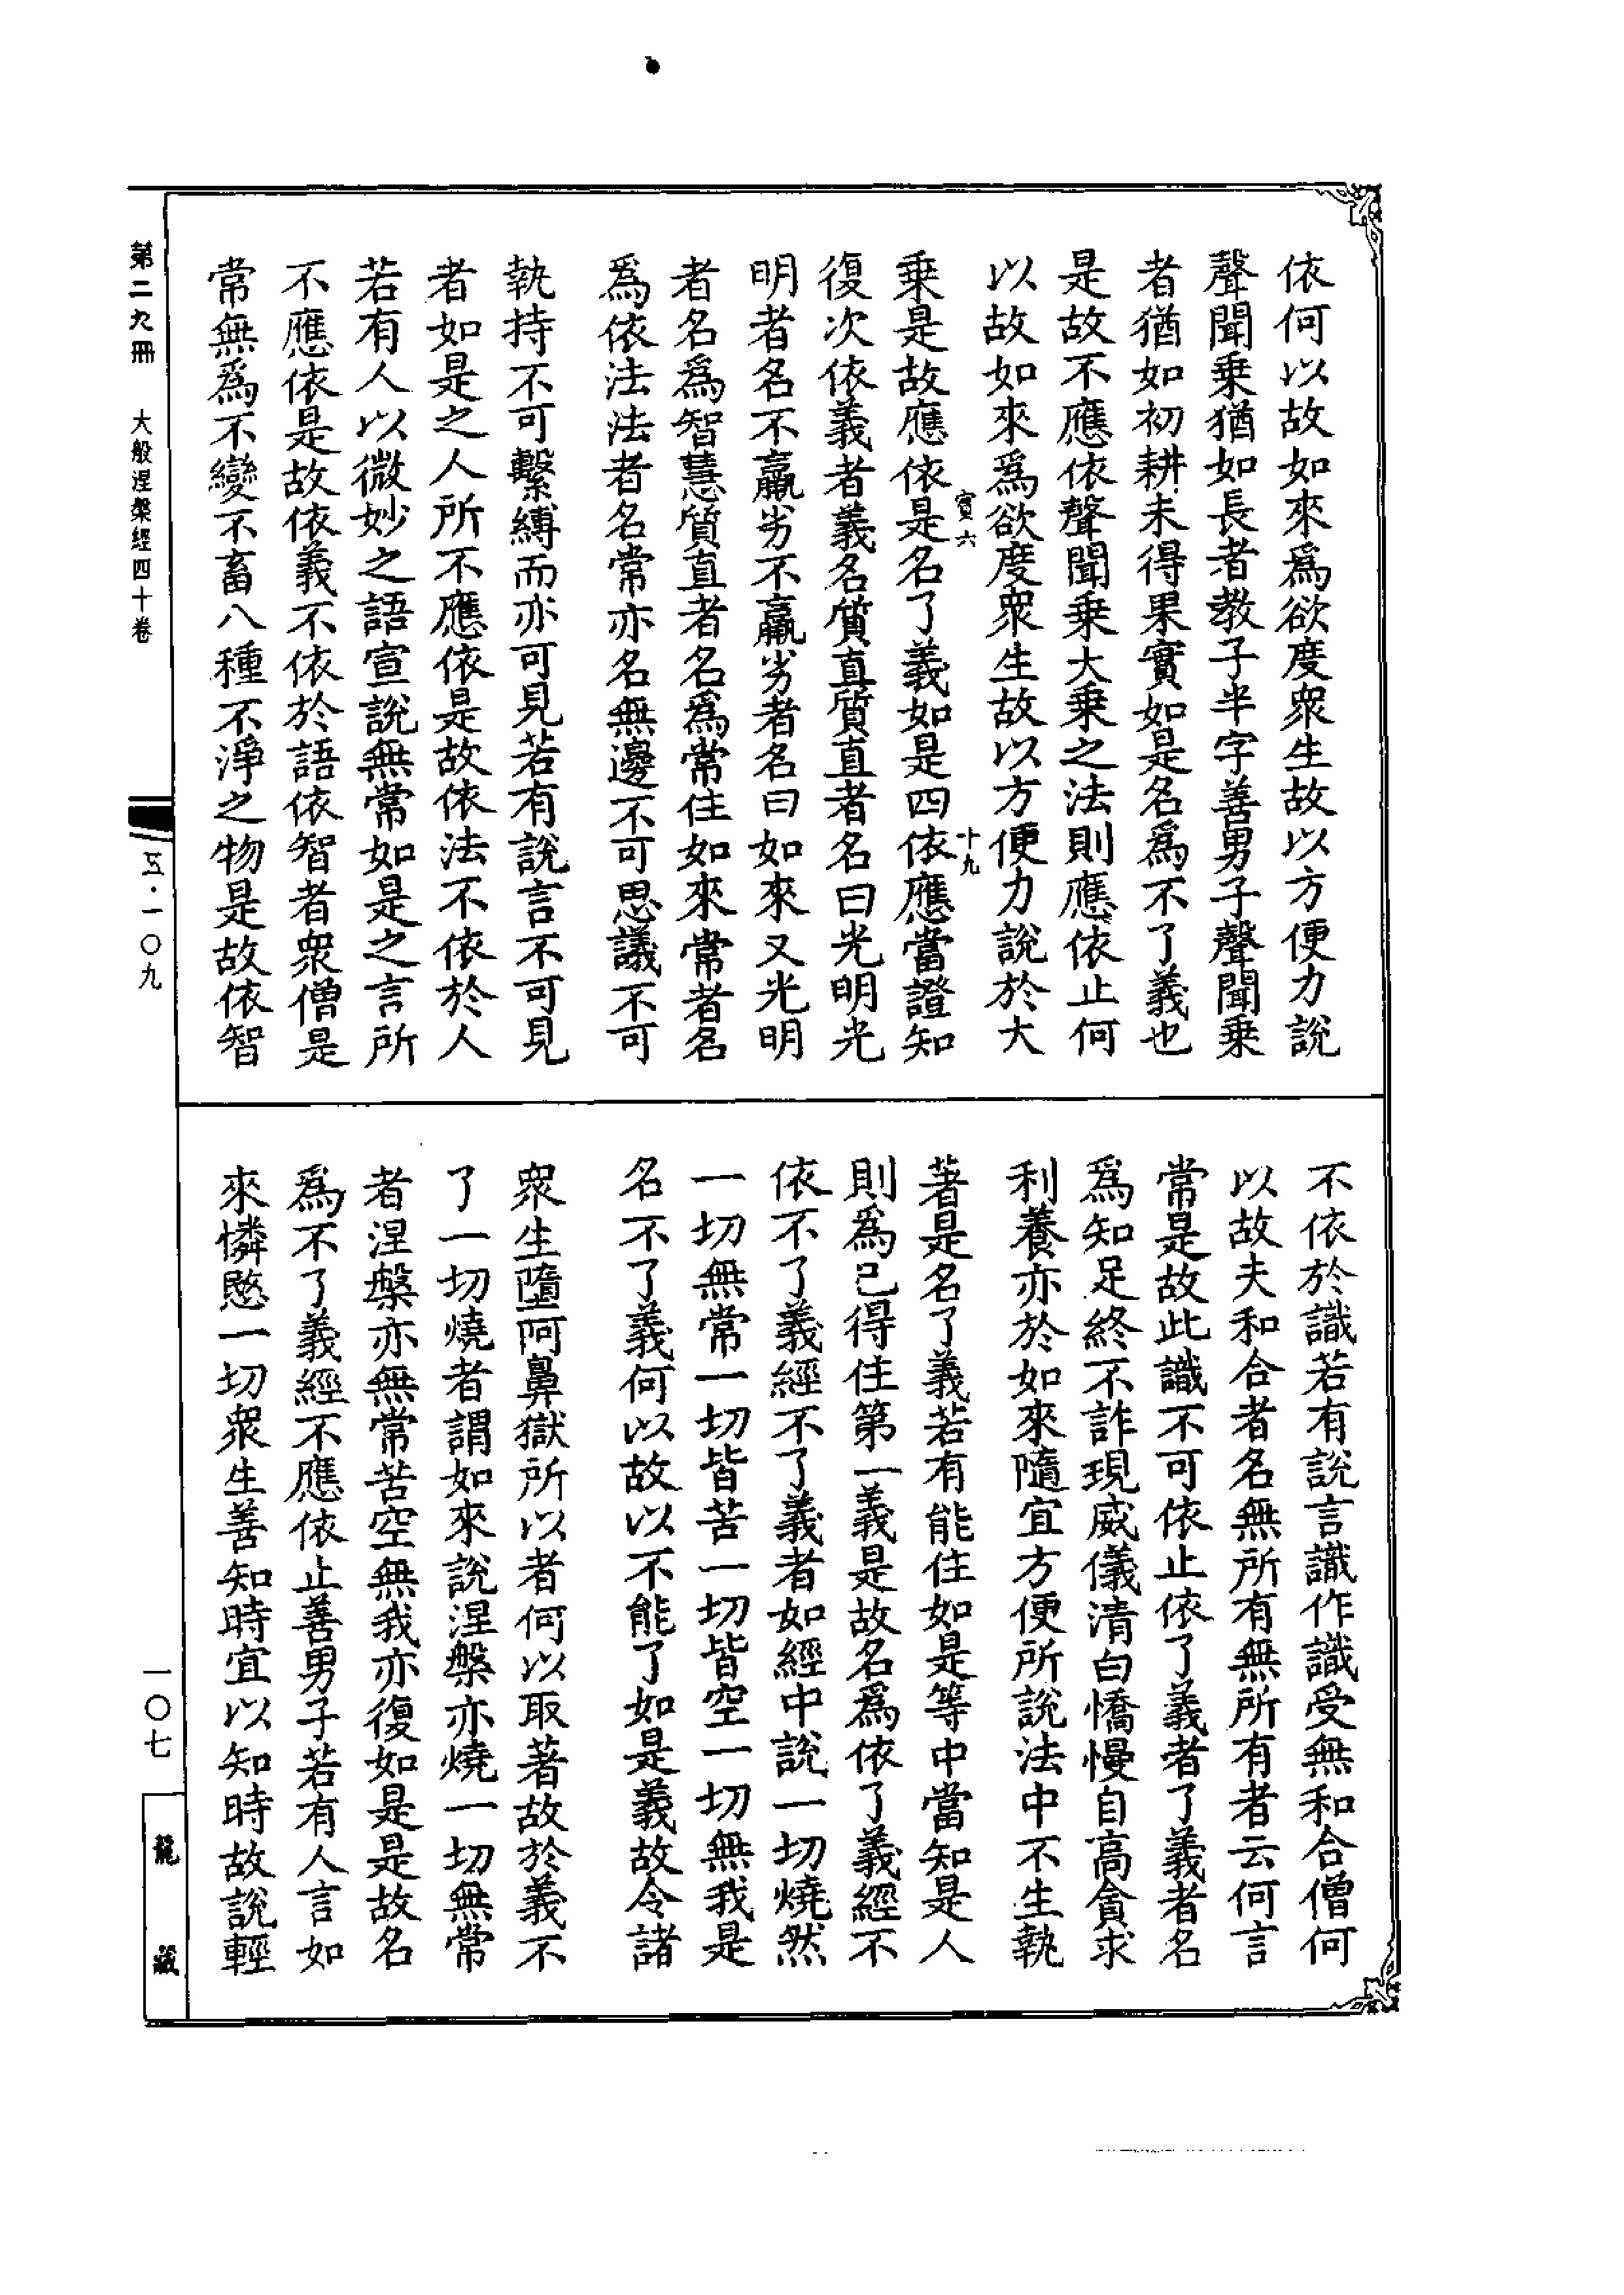 依何以故如來爲欲度衆生故以方便力說
聲聞乗猶如長者教子半字善男子聲聞乗
者猶如初耕未得果實如是名爲不了義也
是故不應依聲聞乗大乗之法則應依止何
以故如來爲欲度衆生故以方便力說於大
寳六
十九
乗是故應依是名了義如是四依應當證知
復次依義者義名質直質直者名曰光明光
明者名不羸劣不羸劣者名曰如來又光明
者名爲智慧質直者名爲常住如來常者名
爲依法法者名常亦名無邊不可思議不可
執持不可繫縛而亦可見若有說言不可見
者如是之人所不應依是故依法不依於人
若有人以微妙之語宣說無常如是之言所
不應依是故依義不依於語依智者衆僧是
常無爲不變不畜八種不淨之物是故依智
不依於識若有說言識作識受無和合僧何
以故夫和合者名無所有無所有者云何言
常是故此識不可依止依了義者了義者名
爲知足終不詐現威儀清白憍慢自高貪求
利養亦於如來隨宜方便所說法中不生執
著是名了義若有能住如是等中當知是人
則爲已得住第一義是故名爲依了義經不
依不了義經不了義者如經中說一切燒然
一切無常一切皆苦一切皆空一切無我是
名不了義何以故以不能了如是義故令諸
衆生墮阿鼻獄所以者何以取著故於義不
了一切燒者謂如來說涅槃亦燒一切無常
者涅槃亦無常苦空無我亦復如是是故名
爲不了義經不應依止善男子若有人言如
來憐愍一切衆生善知時宜以知時故說輕
第二九冊
大般涅槃經四十卷
五·一〇九
一〇七
龍藏